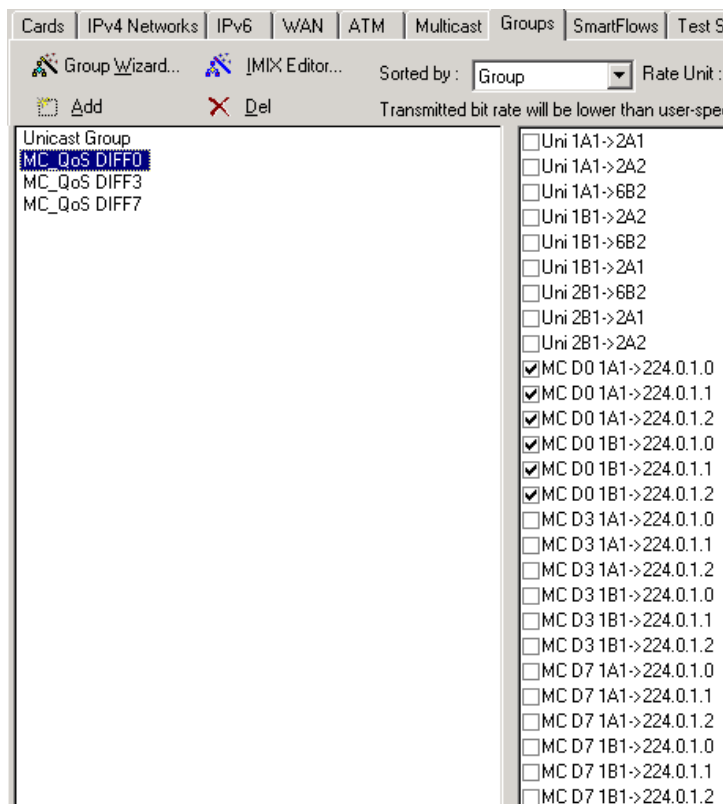 Cards IPv4 Networks IPv6 WAN ATM Multicast Groups SmartFlows Test S
Group Wizard... IMIX Editor... Sorted by : Group Rate Unit :
Add Del Transmitted bit rate will be lower than user-spe
Unicast Group
MC_QoS DIFF0
MC_QoS DIFF3
MC_QoS DIFF7
Uni 1A1->2A1
Uni 1A1->2A2
Uni 1A1->6B2
Uni 1B1->2A2
Uni 1B1->6B2
Uni 1B1->2A1
Uni 2B1->6B2
Uni 2B1->2A1
Uni 2B1->2A2
MC D0 1A1->224.0.1.0
MC D0 1A1->224.0.1.1
MC D0 1A1->224.0.1.2
MC D0 1B1->224.0.1.0
MC D0 1B1->224.0.1.1
MC D0 1B1->224.0.1.2
MC D3 1A1->224.0.1.0
MC D3 1A1->224.0.1.1
MC D3 1A1->224.0.1.2
MC D3 1B1->224.0.1.0
MC D3 1B1->224.0.1.1
MC D3 1B1->224.0.1.2
MC D7 1A1->224.0.1.0
MC D7 1A1->224.0.1.1
MC D7 1A1->224.0.1.2
MC D7 1B1->224.0.1.0
MC D7 1B1->224.0.1.1
MC D7 1B1->224.0.1.2